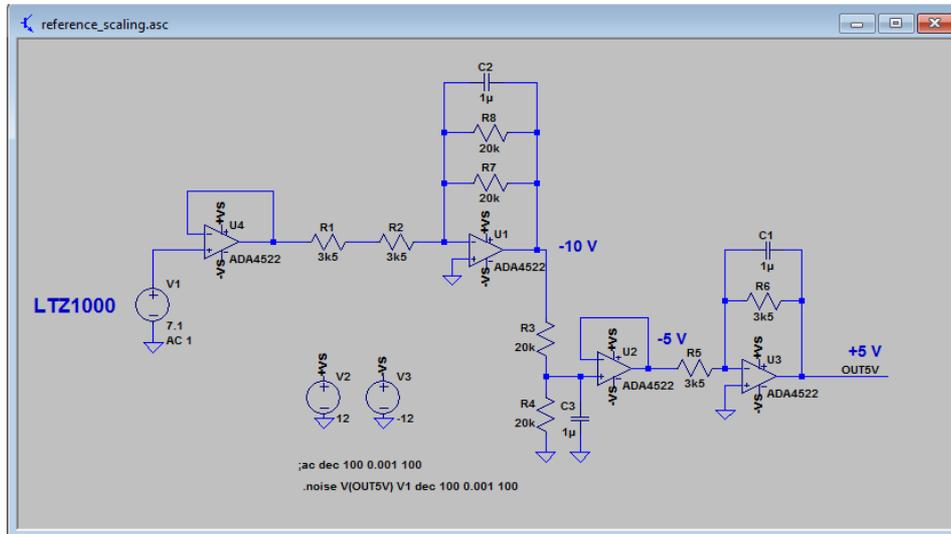 reference_scaling.asc
C2
1µ
R8
20k
R7
20k
+vs
U4
-vs
ADA4522
R1
3k5
R2
3k5
+vs
U1
-vs
ADA4522
-10 V
V1
7.1
AC 1
LTZ1000
C1
1µ
R6
3k5
R3
20k
+vs
U2
-vs
ADA4522
-5 V
R5
3k5
+vs
U3
-vs
ADA4522
+5 V
OUT5V
+vs
V2
12
-vs
V3
-12
R4
20k
C3
1µ
;ac dec 100 0.001 100
.noise V(OUT5V) V1 dec 100 0.001 100